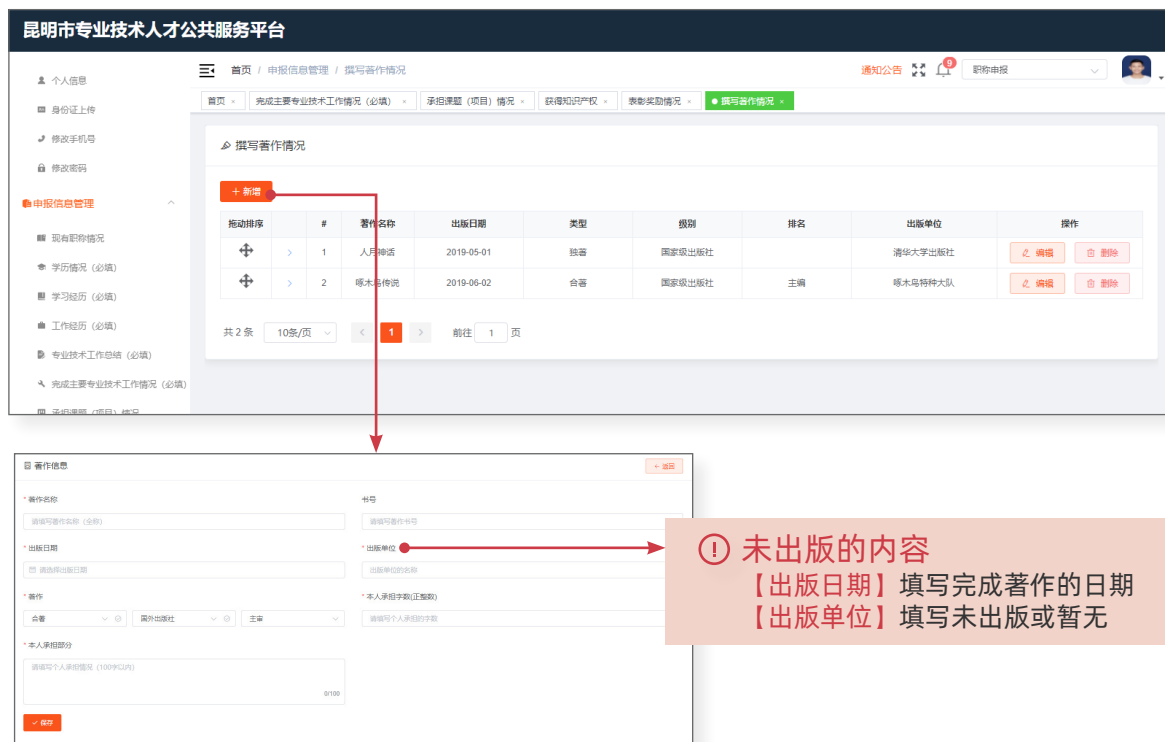 昆明市专业技术人才公共服务平台
个人信息
身份证上传
修改手机号
修改密码
申报信息管理
现有职称情况
学历情况（必填）
学习经历（必填）
工作经历（必填）
专业技术工作总结（必填）
完成主要专业技术工作情况（必填）
承担课题（项目）情况
首页 / 申报信息管理 / 撰写著作情况
通知公告 9 职称申报
首页 × 完成主要专业技术工作情况（必填） × 承担课题（项目）情况 × 获得知识产权 × 表彰奖励情况 × 撰写著作情况 ×
撰写著作情况
+ 新增
拖动排序 # 著作名称 出版日期 类型 级别 排名 出版单位 操作
1 人月神话 2019-05-01 独著 国家级出版社 清华大学出版社 编辑 删除
2 啄木鸟传说 2019-06-02 合著 国家级出版社 主编 啄木鸟特种大队 编辑 删除
共 2 条 10条/页 < 1 > 前往 1 页
著作信息 ← 返回
* 著作名称 书号
请填写著作名称（全称） 请填写著作书号
* 出版日期 * 出版单位
请选择出版日期 出版单位的名称
* 著作 * 本人承担字数(正整数)
合著 国外出版社 主审 请填写个人承担的字数
* 本人承担部分
请填写个人承担情况（100字以内）
0/100
保存
未出版的内容
【出版日期】填写完成著作的日期
【出版单位】填写未出版或暂无